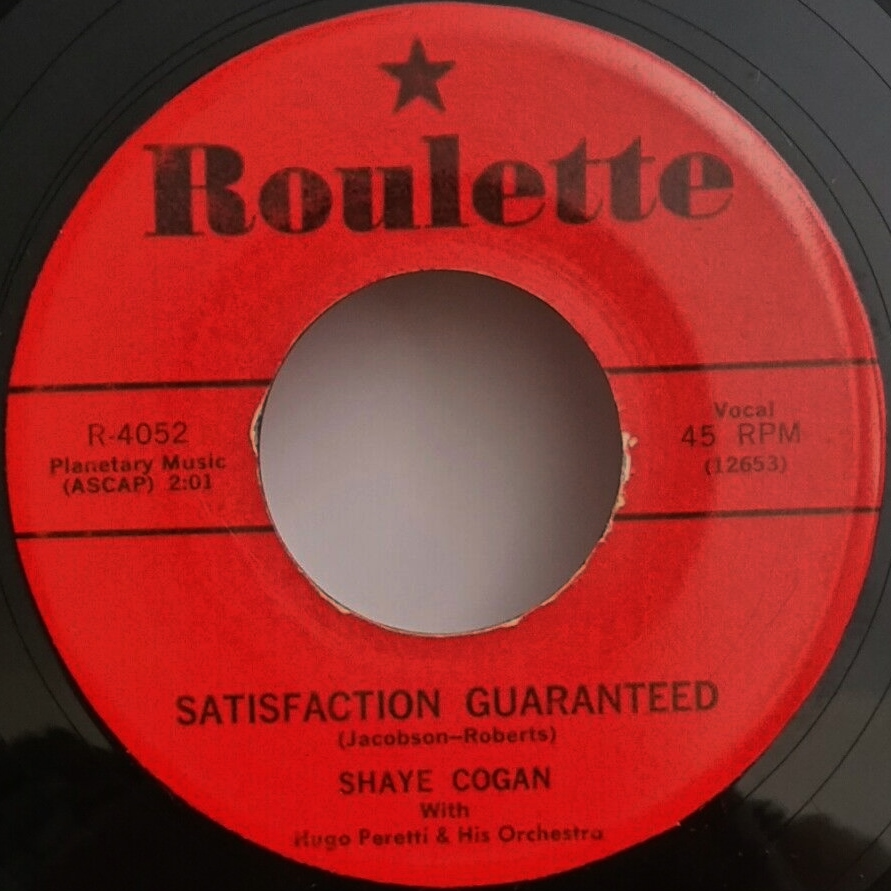 Roulette
R-4052
Planetary Music
(ASCAP) 2:01
Vocal
45 RPM
(12653)
SATISFACTION GUARANTEED
(Jacobson-Roberts)
SHAYE COGAN
With
Hugo Peretti & His Orchestra